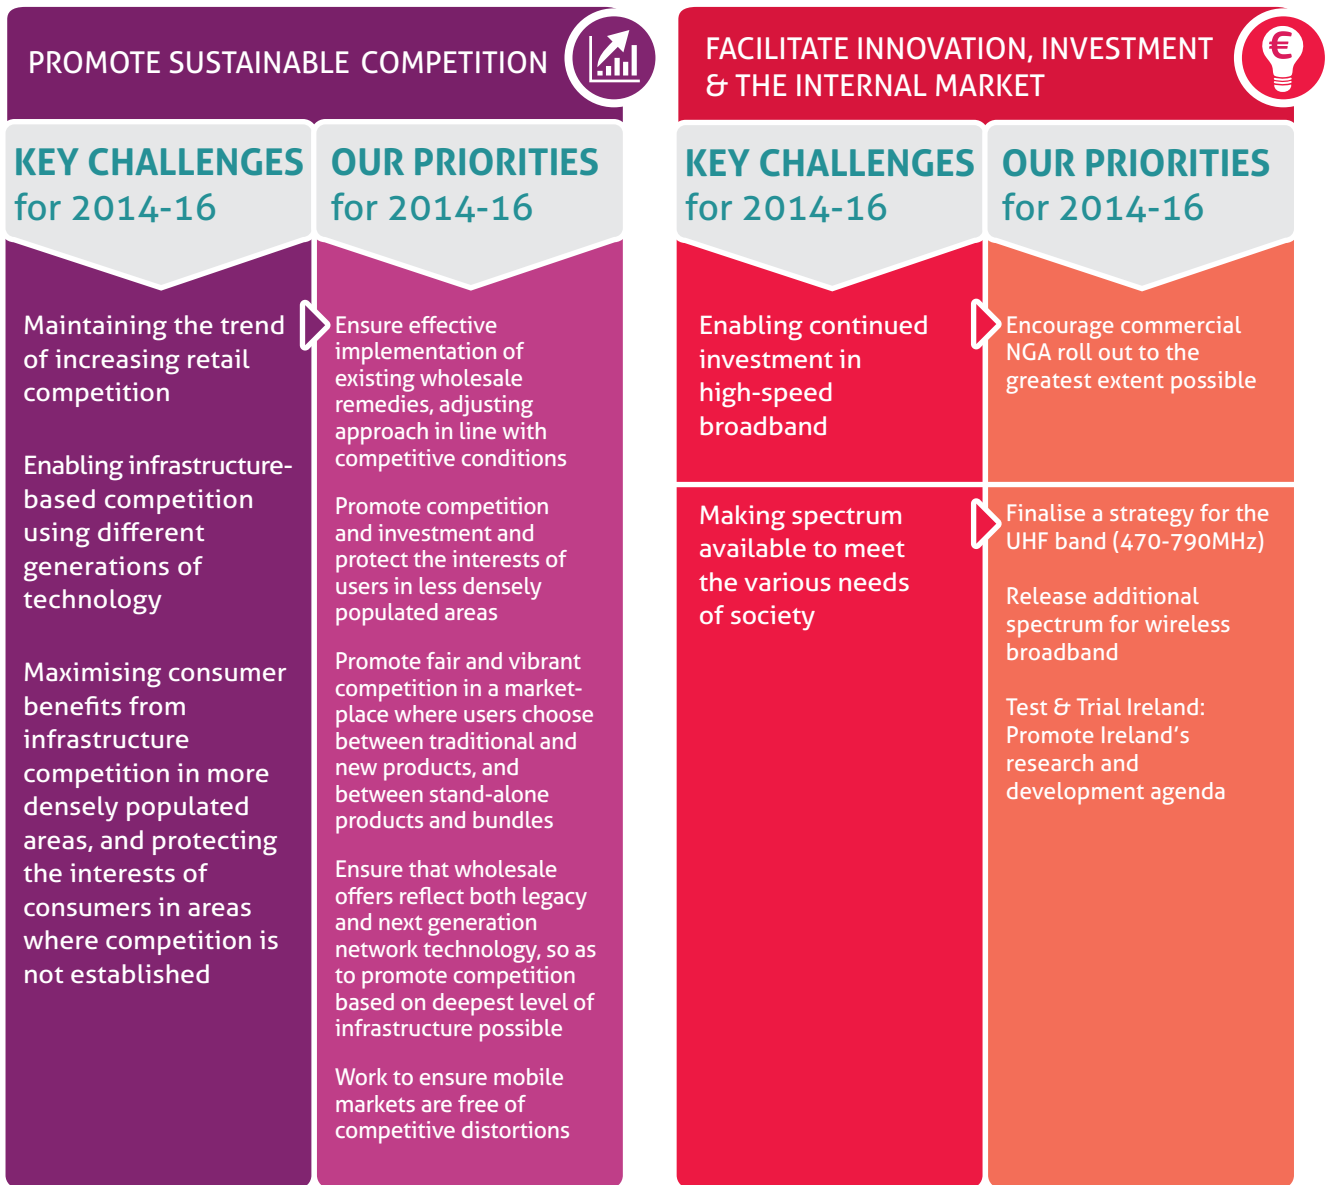 PROMOTE SUSTAINABLE COMPETITION
KEY CHALLENGES
for 2014-16
Maintaining the trend
of increasing retail
competition
Enabling infrastructure-
based competition
using different
generations of
technology
Maximising consumer
benefits from
infrastructure
competition in more
densely populated
areas, and protecting
the interests of
consumers in areas
where competition is
not established
OUR PRIORITIES
for 2014-16
Ensure effective
implementation of
existing wholesale
remedies, adjusting
approach in line with
competitive conditions
Promote competition
and investment and
protect the interests of
users in less densely
populated areas
Promote fair and vibrant
competition in a market-
place where users choose
between traditional and
new products, and
between stand-alone
products and bundles
Ensure that wholesale
offers reflect both legacy
and next generation
network technology, so as
to promote competition
based on deepest level of
infrastructure possible
Work to ensure mobile
markets are free of
competitive distortions
FACILITATE INNOVATION, INVESTMENT
& THE INTERNAL MARKET
€
KEY CHALLENGES
for 2014-16
OUR PRIORITIES
for 2014-16
Enabling continued
investment in
high-speed
broadband
Encourage commercial
NGA roll out to the
greatest extent possible
Making spectrum
available to meet
the various needs
of society
Finalise a strategy for the
UHF band (470-790MHz)
Release additional
spectrum for wireless
broadband
Test & Trial Ireland:
Promote Ireland's
research and
development agenda